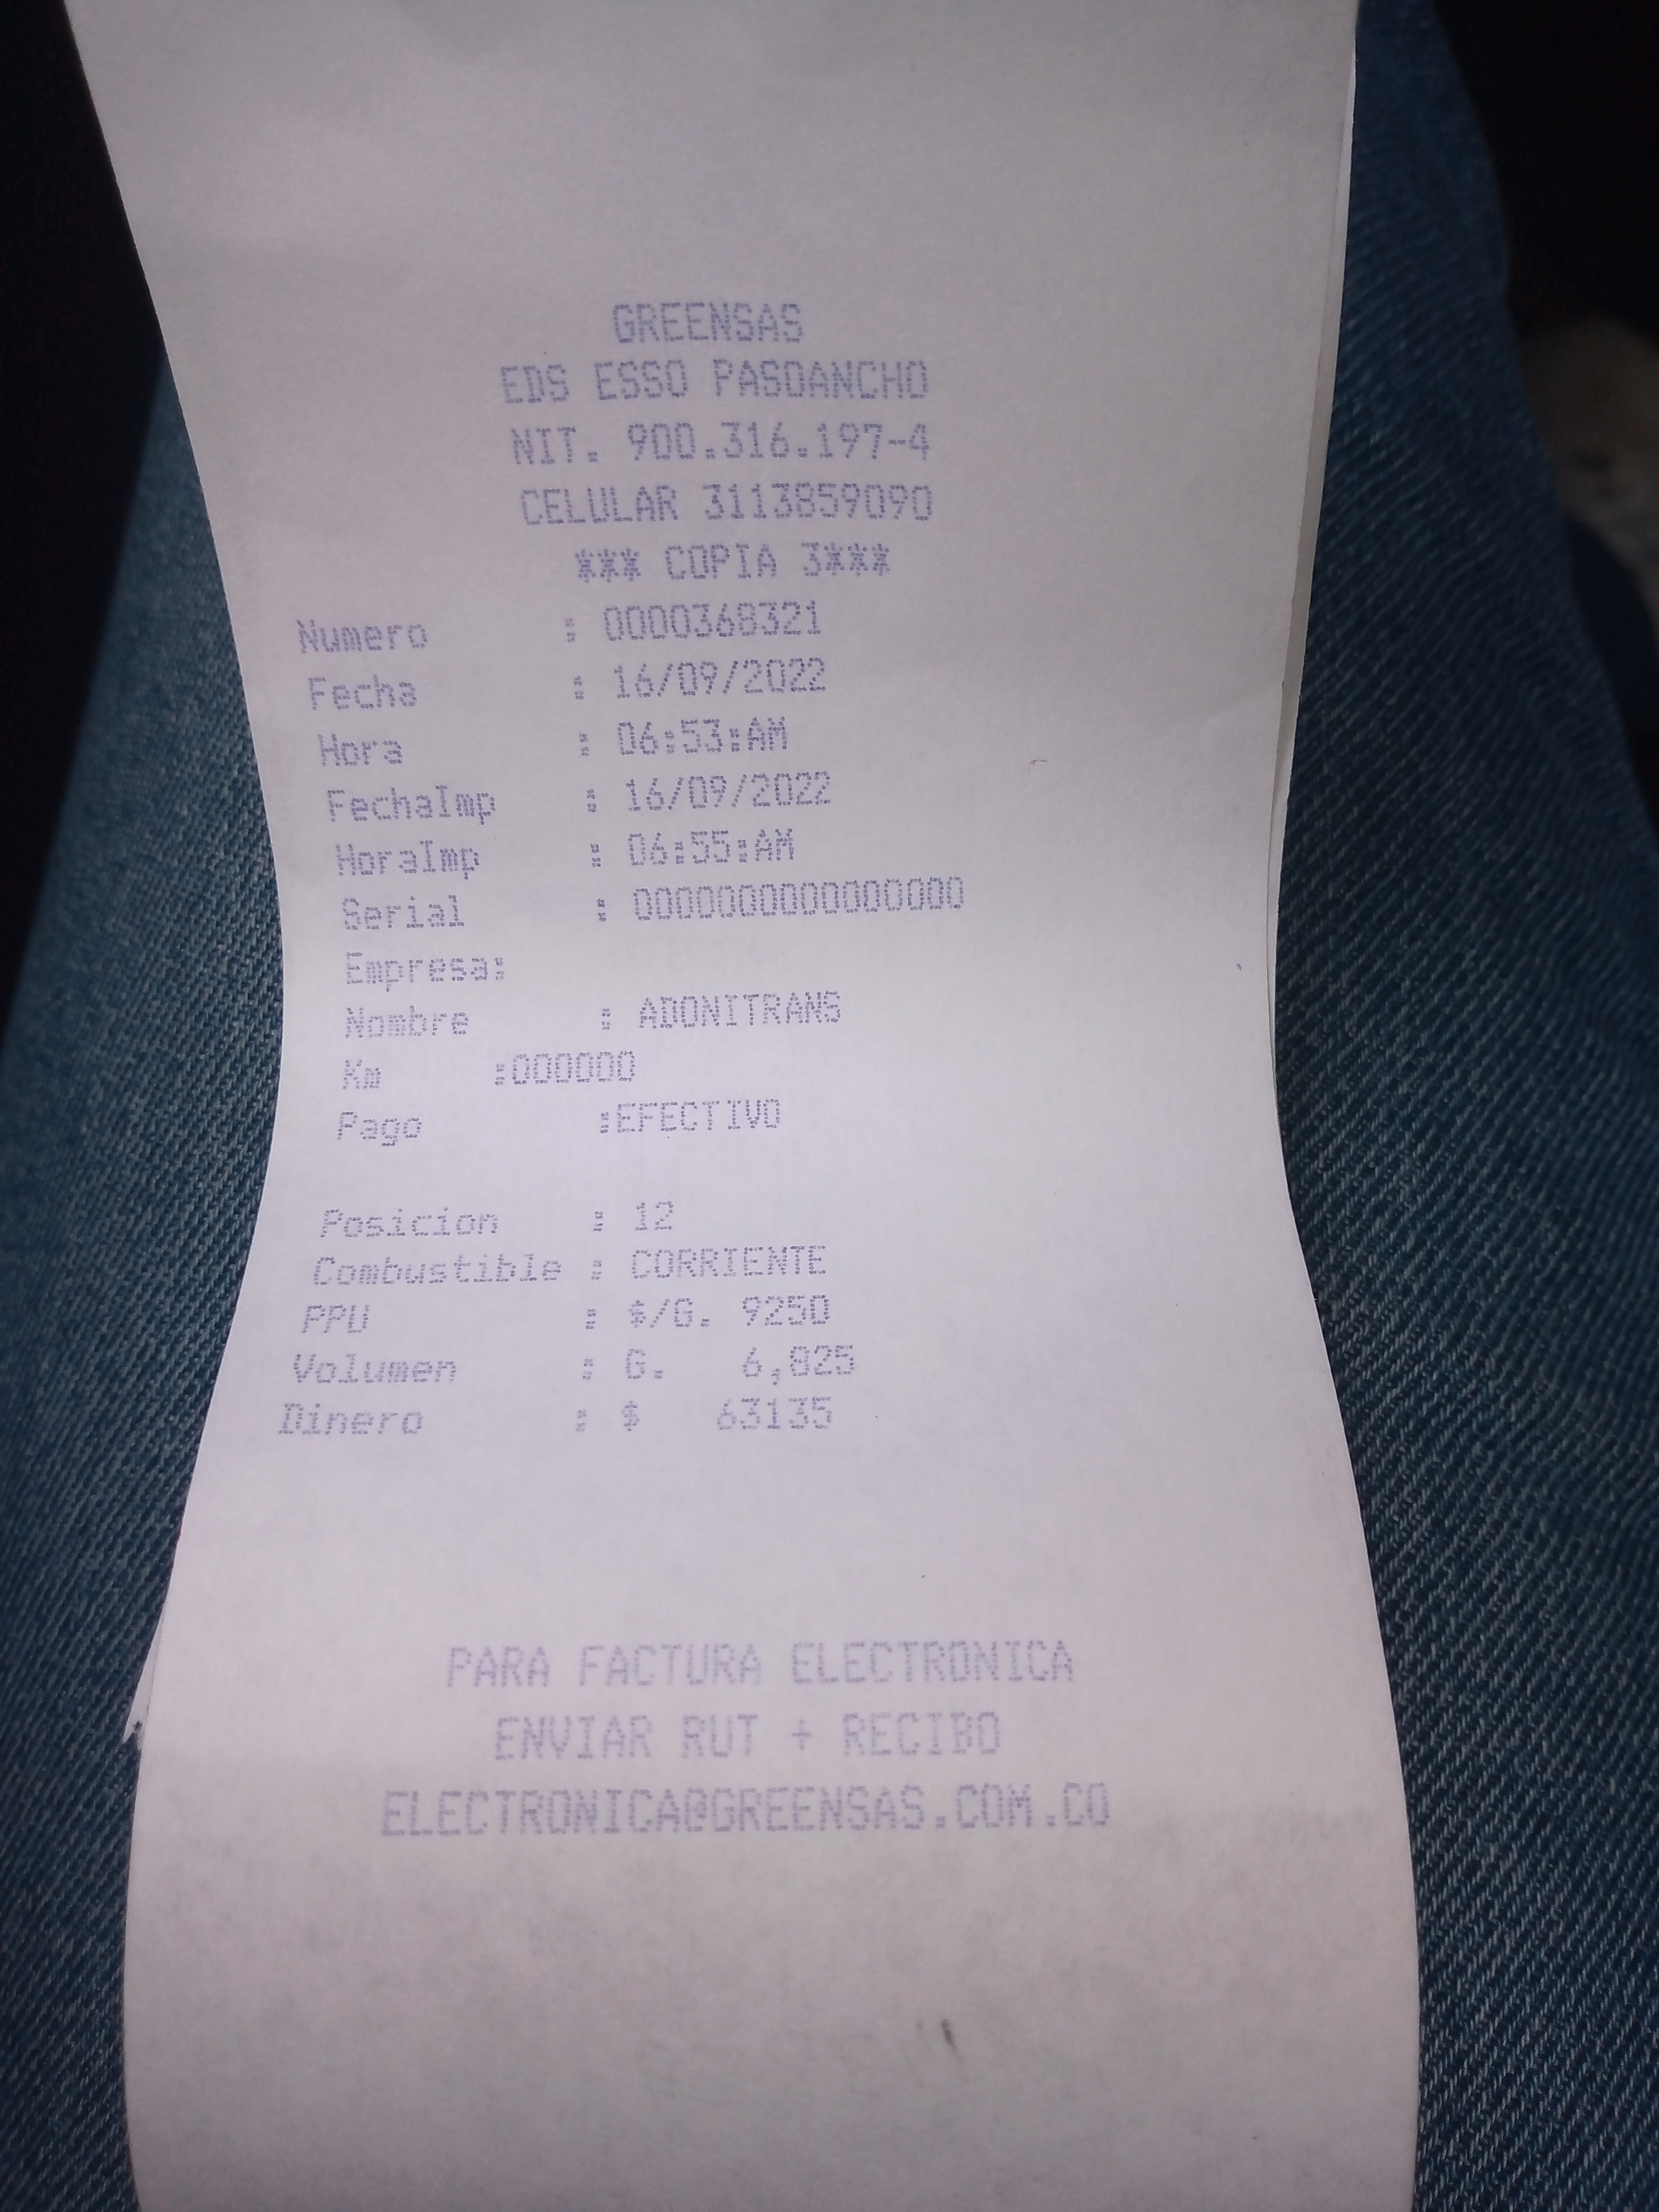 GREENSAS
EDS ESSO PASOANCHO
NIT. 900.316.197-4
CELULAR 3113859090
*** COPIA 3***
Numero : 0000368321
Fecha : 16/09/2022
Hora : 06:53:AM
FechaImp : 16/09/2022
HoraImp : 06:55:AM
Serial : 0000000000000000
Empresa:
Nombre : ADONITRANS
Km :000000
Pago :EFECTIVO
Posicion : 12
Combustible : CORRIENTE
PPU : $/G. 9250
Volumen : G. 6,825
Dinero : $ 63135
PARA FACTURA ELECTRONICA
ENVIAR RUT + RECIBO
ELECTRONICA@GREENSAS.COM.CO